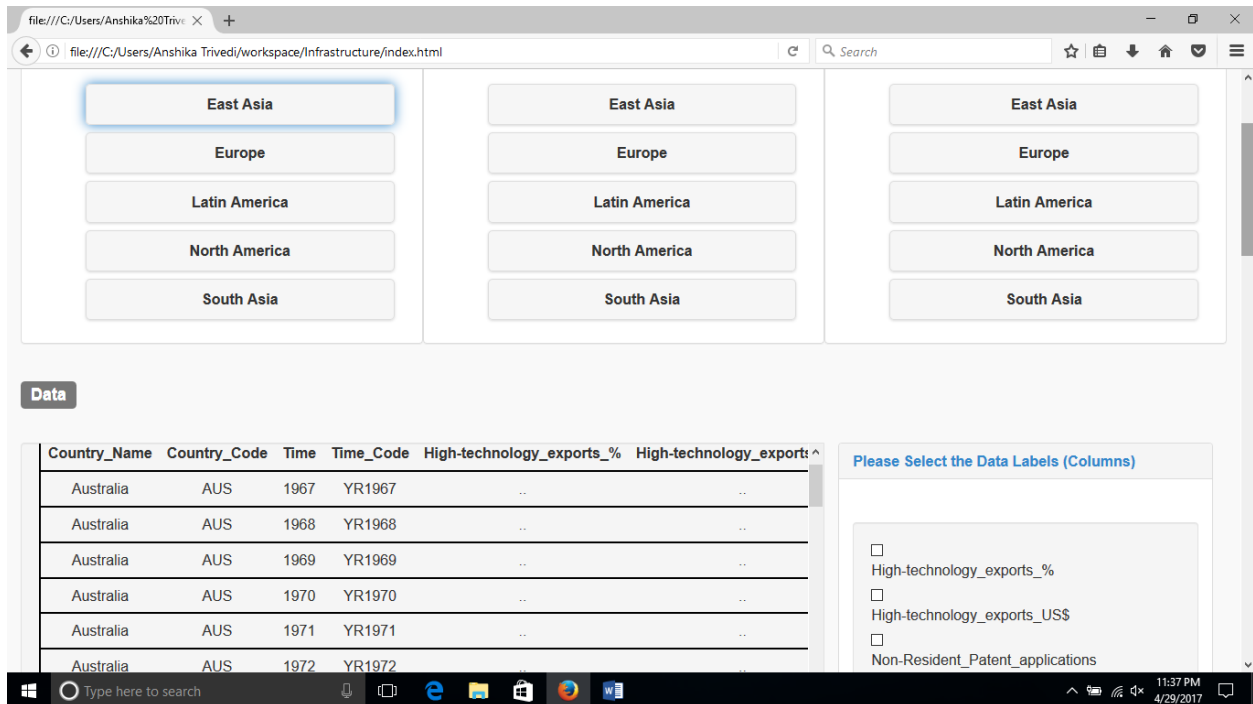 file:///C:/Users/Anshika%20Trive
file:///C:/Users/Anshika Trivedi/workspace/Infrastructure/index.html
Search
East Asia East Asia East Asia
Europe Europe Europe
Latin America Latin America Latin America
North America North America North America
South Asia South Asia South Asia
Data
Country_Name Country_Code Time Time_Code High-technology_exports_% High-technology_exports
Australia AUS 1967 YR1967 .. ..
Australia AUS 1968 YR1968 .. ..
Australia AUS 1969 YR1969 .. ..
Australia AUS 1970 YR1970 .. ..
Australia AUS 1971 YR1971 .. ..
Australia AUS 1972 YR1972 .. ..
Please Select the Data Labels (Columns)
High-technology_exports_%
High-technology_exports_US$
Non-Resident_Patent_applications
Type here to search
11:37 PM
4/29/2017